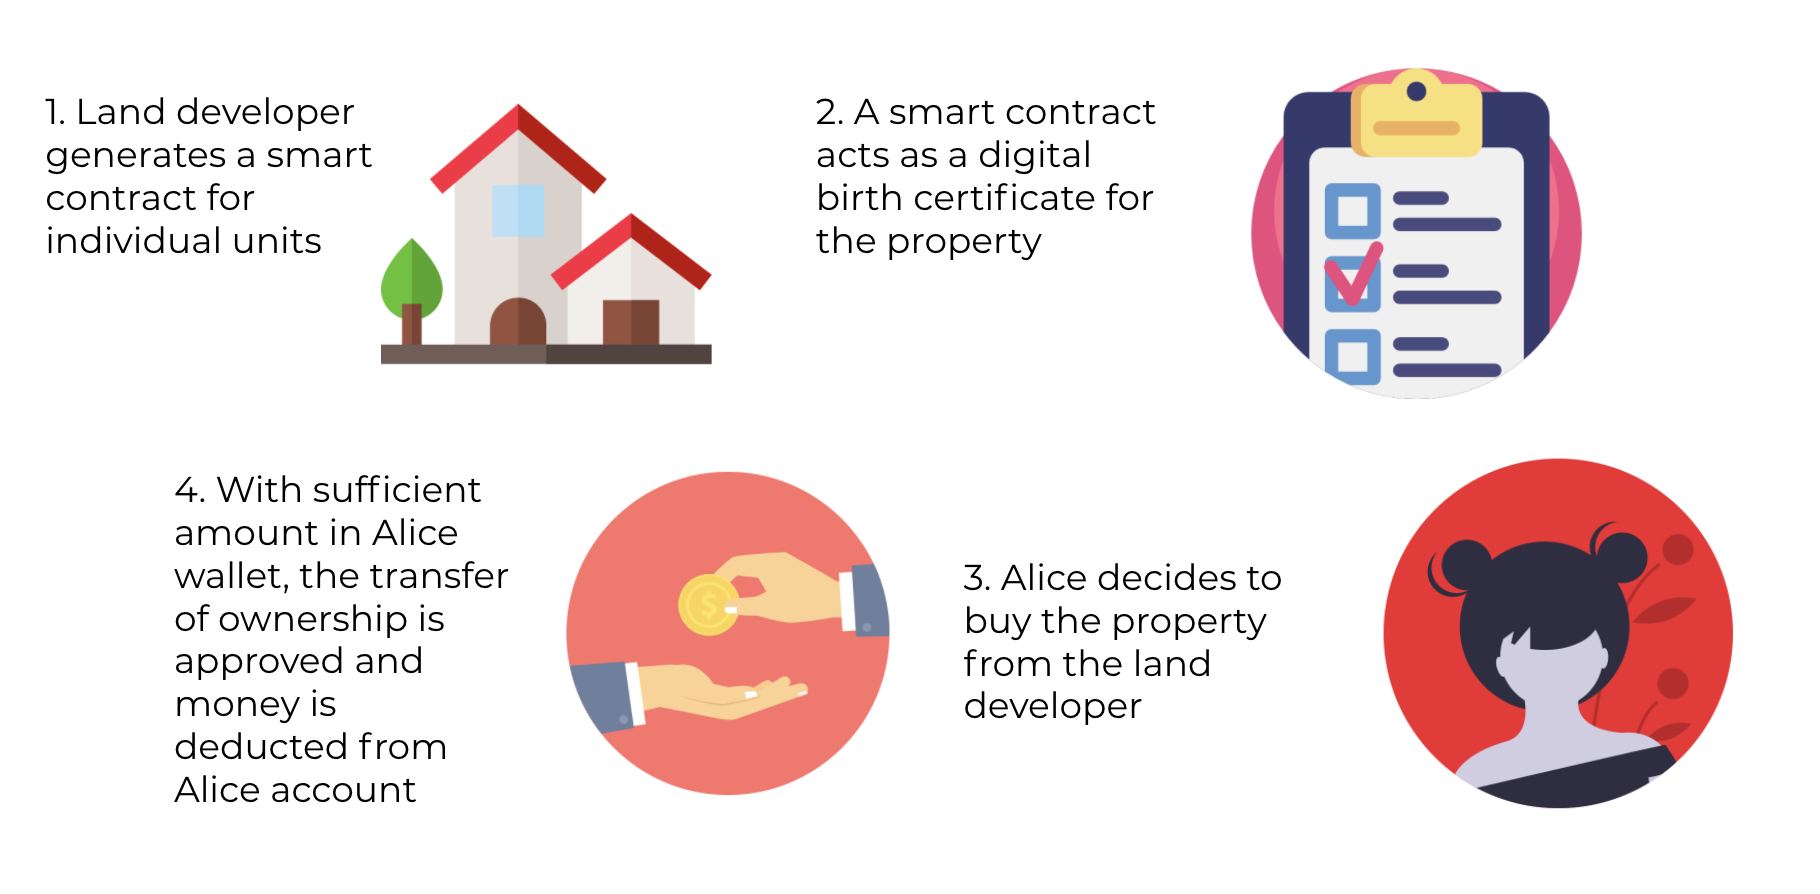 1. Land developer
generates a smart
contract for
individual units
2. A smart contract
acts as a digital
birth certificate for
the property
3. Alice decides to
buy the property
from the land
developer
4. With sufficient
amount in Alice
wallet, the transfer
of ownership is
approved and
money is
deducted from
Alice account
$